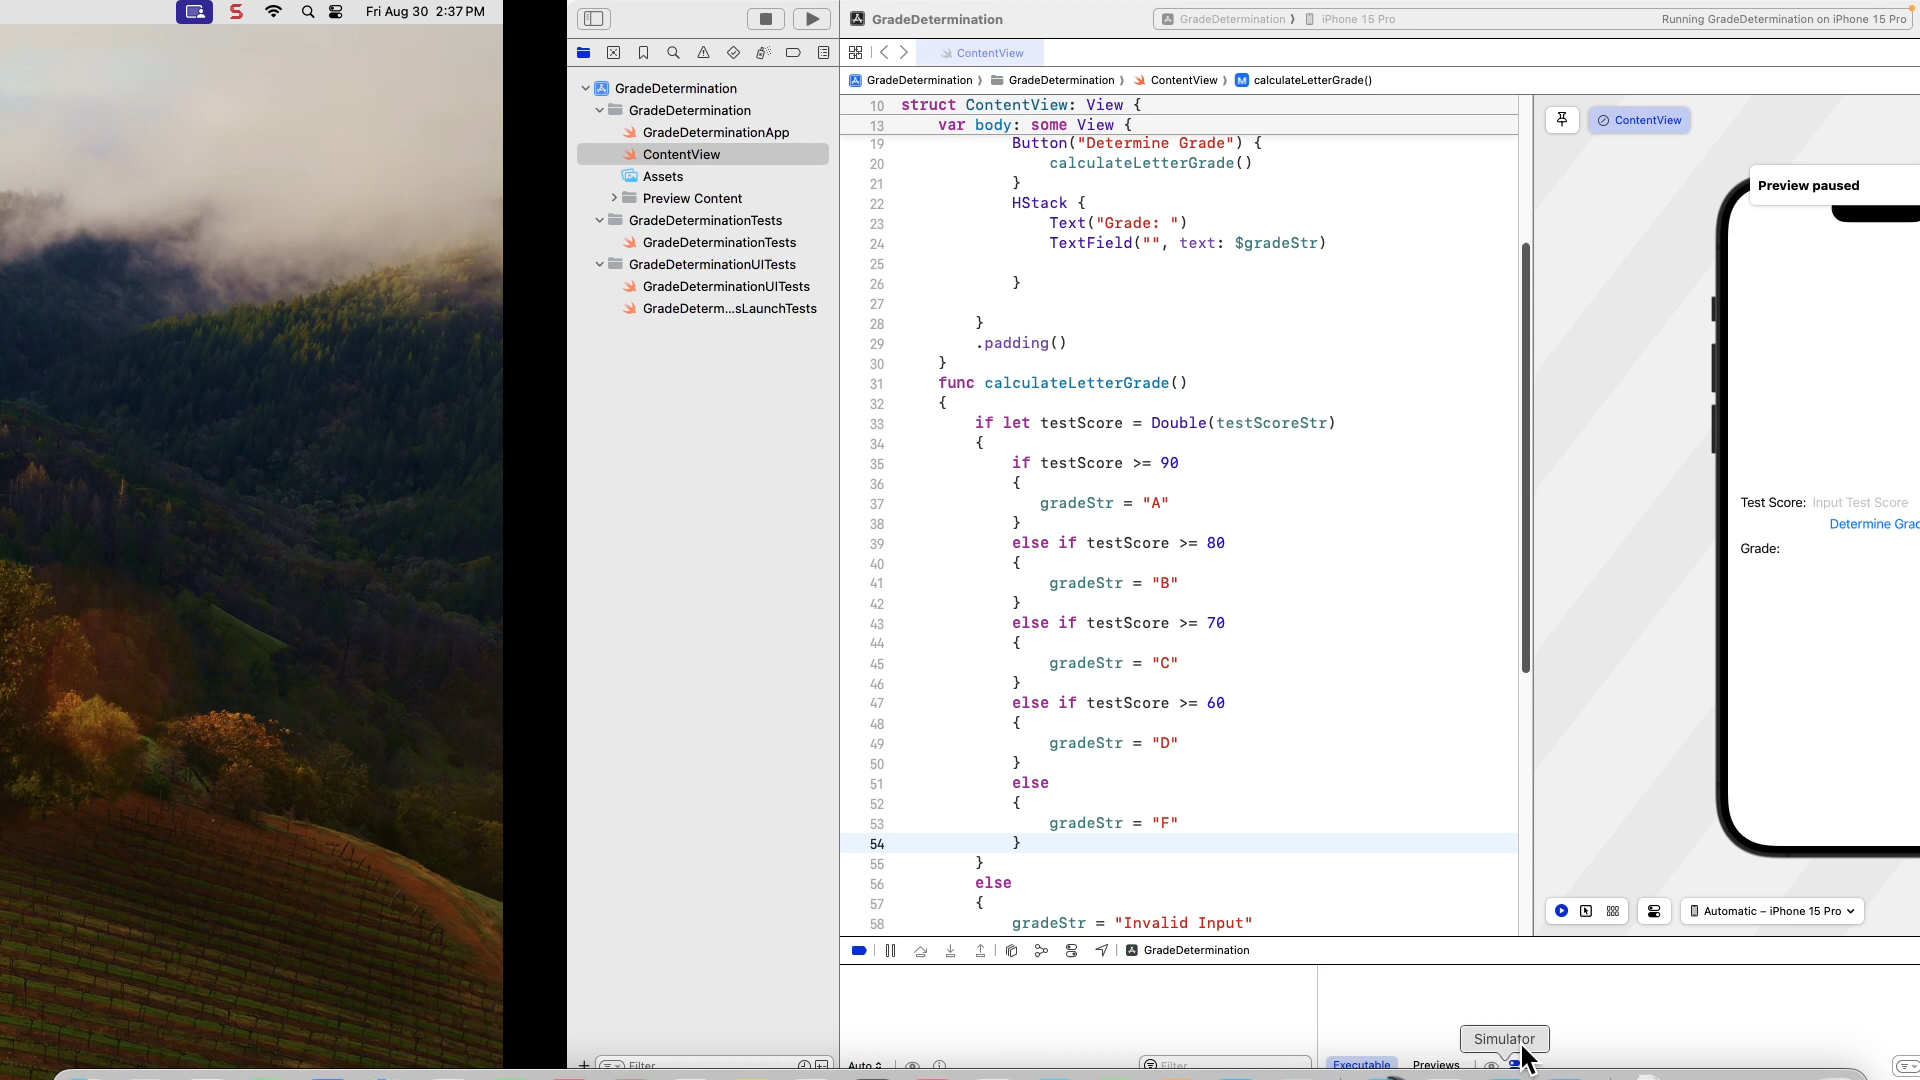 Fri Aug 30 2:37 PM
GradeDetermination
GradeDetermination
GradeDeterminationApp
ContentView
Assets
Preview Content
GradeDeterminationTests
GradeDeterminationTests
GradeDeterminationUITests
GradeDeterminationUITests
GradeDeterm...sLaunchTests
Filter
GradeDetermination
GradeDetermination ⟩ iPhone 15 Pro
Running GradeDetermination on iPhone 15 Pro
ContentView
GradeDetermination ⟩ GradeDetermination ⟩ ContentView ⟩ M calculateLetterGrade()
10 struct ContentView: View {
13 var body: some View {
19 Button("Determine Grade") {
20 calculateLetterGrade()
21 }
22 HStack {
23 Text("Grade: ")
24 TextField("", text: $gradeStr)
25
26 }
27
28 }
29 .padding()
30 }
31 func calculateLetterGrade()
32 {
33 if let testScore = Double(testScoreStr)
34 {
35 if testScore >= 90
36 {
37 gradeStr = "A"
38 }
39 else if testScore >= 80
40 {
41 gradeStr = "B"
42 }
43 else if testScore >= 70
44 {
45 gradeStr = "C"
46 }
47 else if testScore >= 60
48 {
49 gradeStr = "D"
50 }
51 else
52 {
53 gradeStr = "F"
54 }
55 }
56 else
57 {
58 gradeStr = "Invalid Input"
ContentView
Preview paused
Test Score: Input Test Score
Determine Grad
Grade:
Automatic – iPhone 15 Pro
GradeDetermination
Simulator
Auto
Filter
Executable
Previews